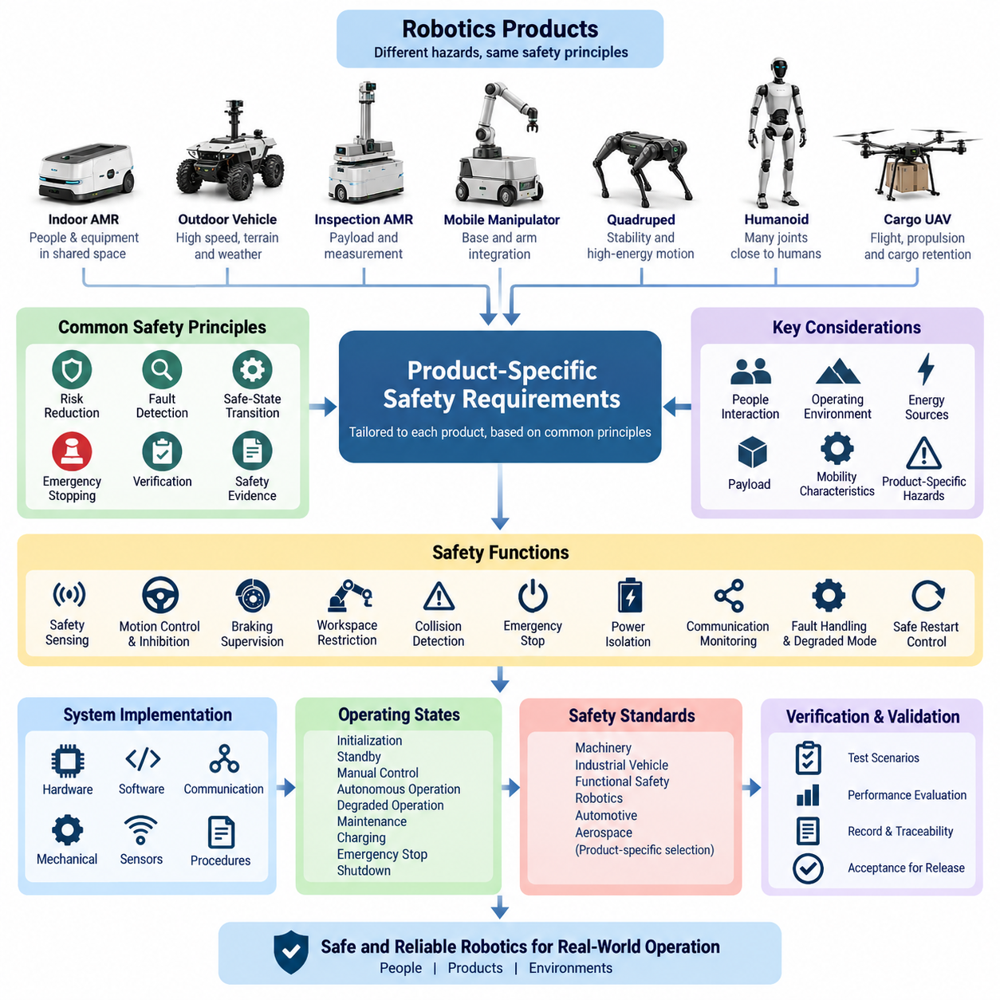 Robotics Products
Different hazards, same safety principles
Indoor AMR
People & equipment
in shared space
Outdoor Vehicle
High speed, terrain
and weather
Inspection AMR
Payload and
measurement
Mobile Manipulator
Base and arm
integration
Quadruped
Stability and
high-energy motion
Humanoid
Many joints
close to humans
Cargo UAV
Flight, propulsion
and cargo retention
Common Safety Principles
Risk
Reduction
Fault
Detection
Safe-State
Transition
Emergency
Stopping
Verification
Safety
Evidence
Product-Specific
Safety Requirements
Tailored to each product, based on common principles
Key Considerations
People
Interaction
Operating
Environment
Energy
Sources
Payload
Mobility
Characteristics
Product-Specific
Hazards
Safety Functions
Safety
Sensing
Motion Control
& Inhibition
Braking
Supervision
Workspace
Restriction
Collision
Detection
Emergency
Stop
Power
Isolation
Communication
Monitoring
Fault Handling
& Degraded Mode
Safe Restart
Control
System Implementation
Hardware
Software
Communication
Mechanical
Sensors
Procedures
Operating States
Initialization
Standby
Manual Control
Autonomous Operation
Degraded Operation
Maintenance
Charging
Emergency Stop
Shutdown
Safety Standards
Machinery
Industrial Vehicle
Functional Safety
Robotics
Automotive
Aerospace
(Product-specific selection)
Verification & Validation
Test Scenarios
Performance Evaluation
Record & Traceability
Acceptance for Release
Safe and Reliable Robotics for Real-World Operation
People | Products | Environments